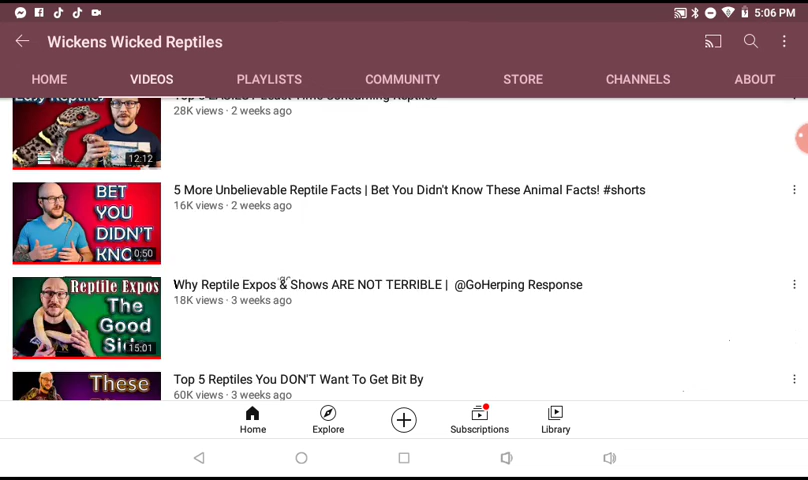 5:06 PM
Wickens Wicked Reptiles
HOME VIDEOS PLAYLISTS COMMUNITY STORE CHANNELS ABOUT
Easy Reptiles
12:12
28K views · 2 weeks ago
BET
YOU
DIDN'T
KNO
0:50
5 More Unbelievable Reptile Facts | Bet You Didn't Know These Animal Facts! #shorts
16K views · 2 weeks ago
Reptile Expos
The
Good
Si
15:01
Why Reptile Expos & Shows ARE NOT TERRIBLE | @GoHerping Response
18K views · 3 weeks ago
These
Top 5 Reptiles You DON'T Want To Get Bit By
60K views · 3 weeks ago
Home Explore Subscriptions Library